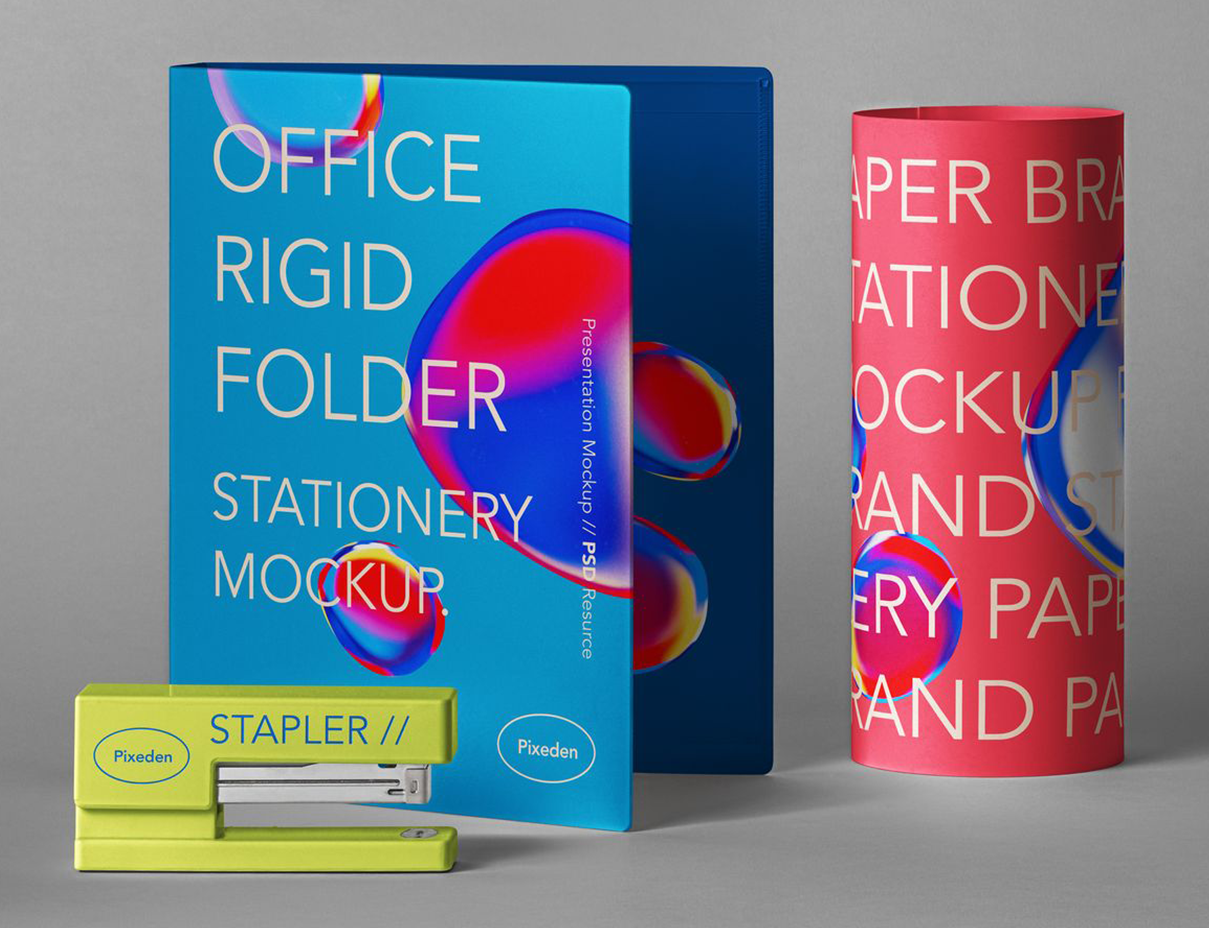 OFFICE
RIGID
FOLDER
STATIONERY
MOCKUP.
Presentation Mockup // PSD Resurce
Pixeden
STAPLER //
Pixeden
APER BRA
TATIONE
OCKUP
RAND ST
ERY PAPE
RAND PA